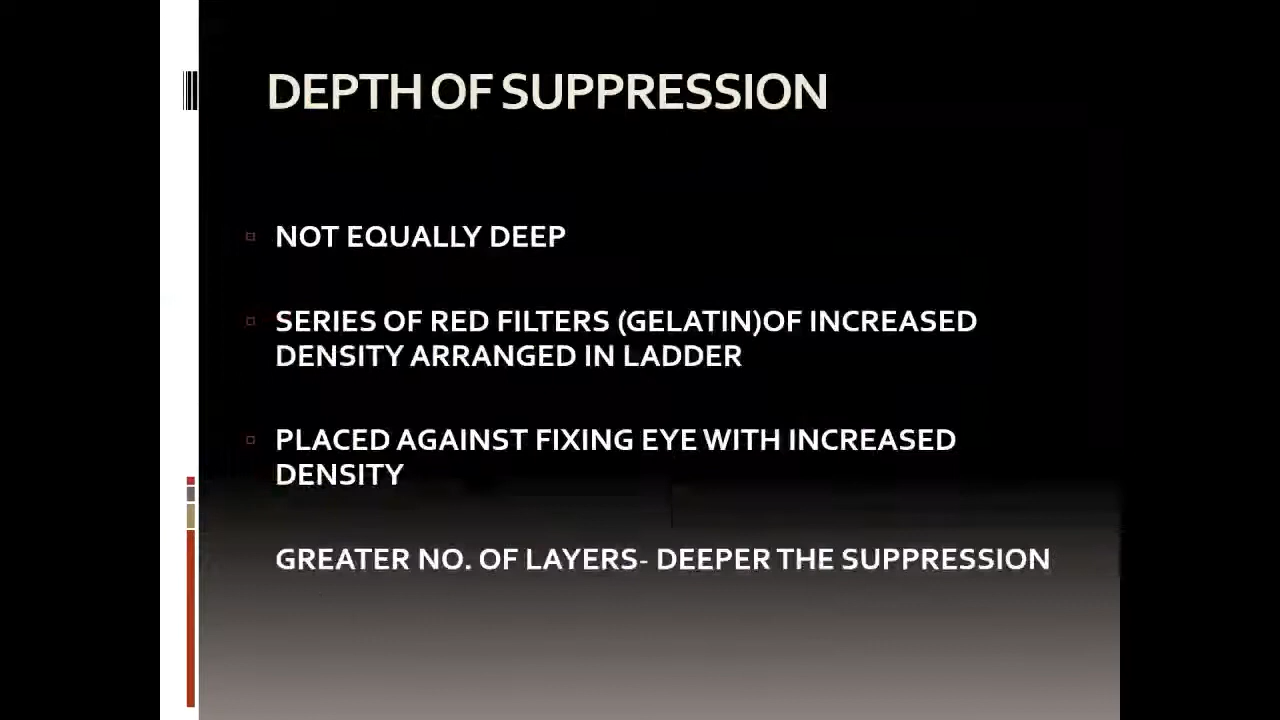 DEPTH OF SUPPRESSION
NOT EQUALLY DEEP
SERIES OF RED FILTERS (GELATIN)OF INCREASED
DENSITY ARRANGED IN LADDER
PLACED AGAINST FIXING EYE WITH INCREASED
DENSITY
GREATER NO. OF LAYERS- DEEPER THE SUPPRESSION